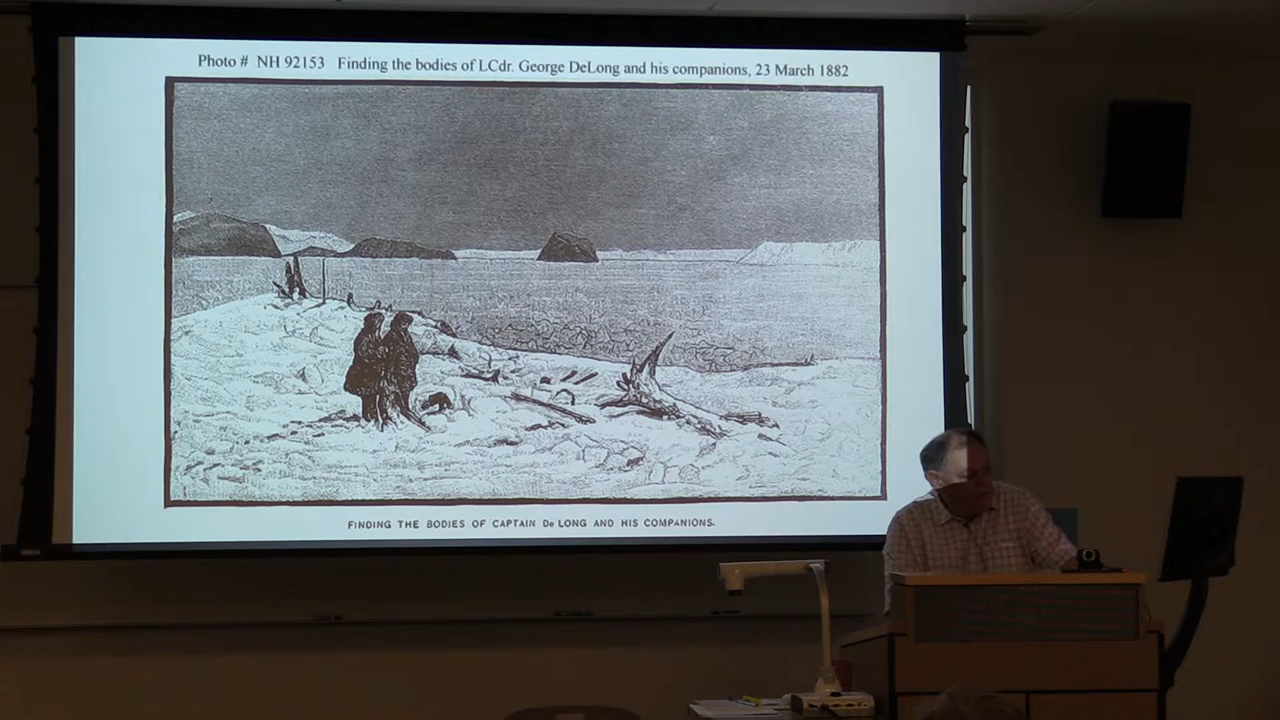 Photo # NH 92153 Finding the bodies of LCdr. George DeLong and his companions, 23 March 1882
FINDING THE BODIES OF CAPTAIN De LONG AND HIS COMPANIONS.